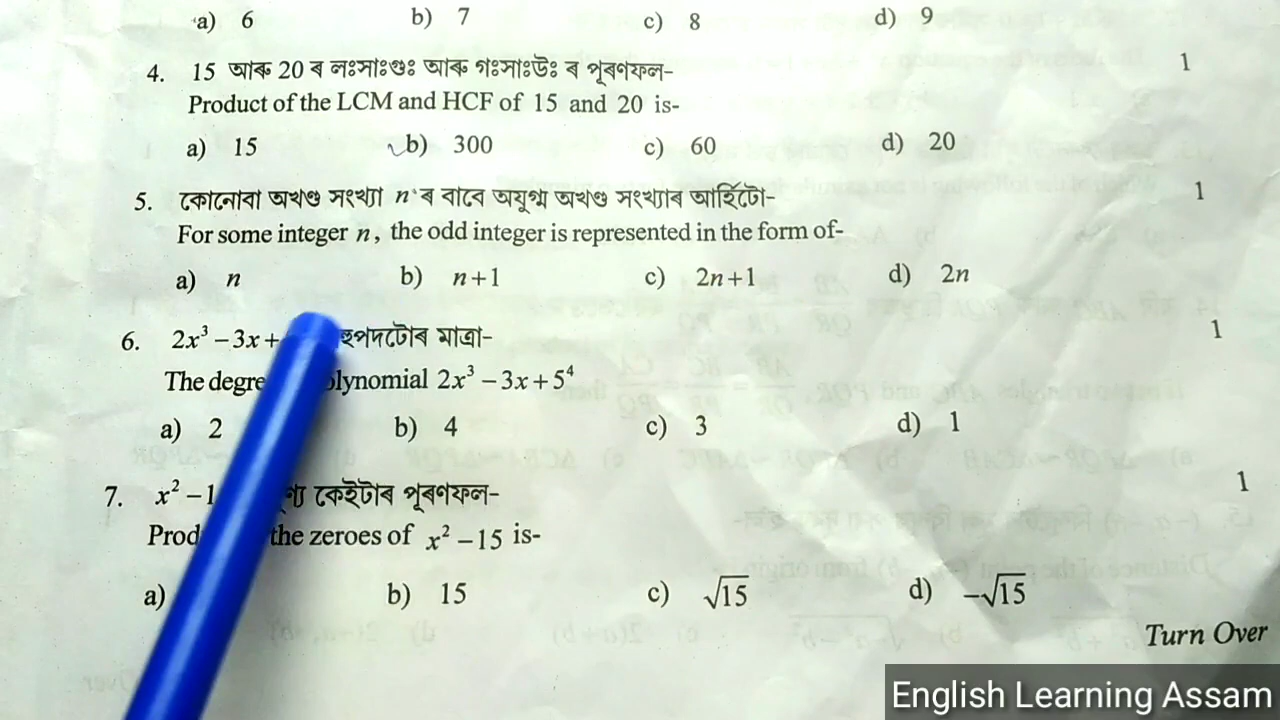 a) 6 b) 7 c) 8 d) 9
4. 15 আৰু 20 ৰ লঃসাঃগুঃ আৰু গঃসাঃউঃ ৰ পূৰণফল- 1
Product of the LCM and HCF of 15 and 20 is-
a) 15 b) 300 c) 60 d) 20
5. কোনোবা অখণ্ড সংখ্যা n ৰ বাবে অযুগ্ম অখণ্ড সংখ্যাৰ আৰ্হিটো- 1
For some integer n, the odd integer is represented in the form of-
a) n b) n+1 c) 2n+1 d) 2n
6. 2x³ − 3x + মাত্ৰা- 1
The polynomial 2x³ − 3x + 5⁴
a) 2 b) 4 c) 3 d) 1
7. x² − 1 কেইটাৰ পূৰণফল- 1
the zeroes of x² − 15 is-
a) b) 15 c) √15 d) −√15
Turn Over
English Learning Assam